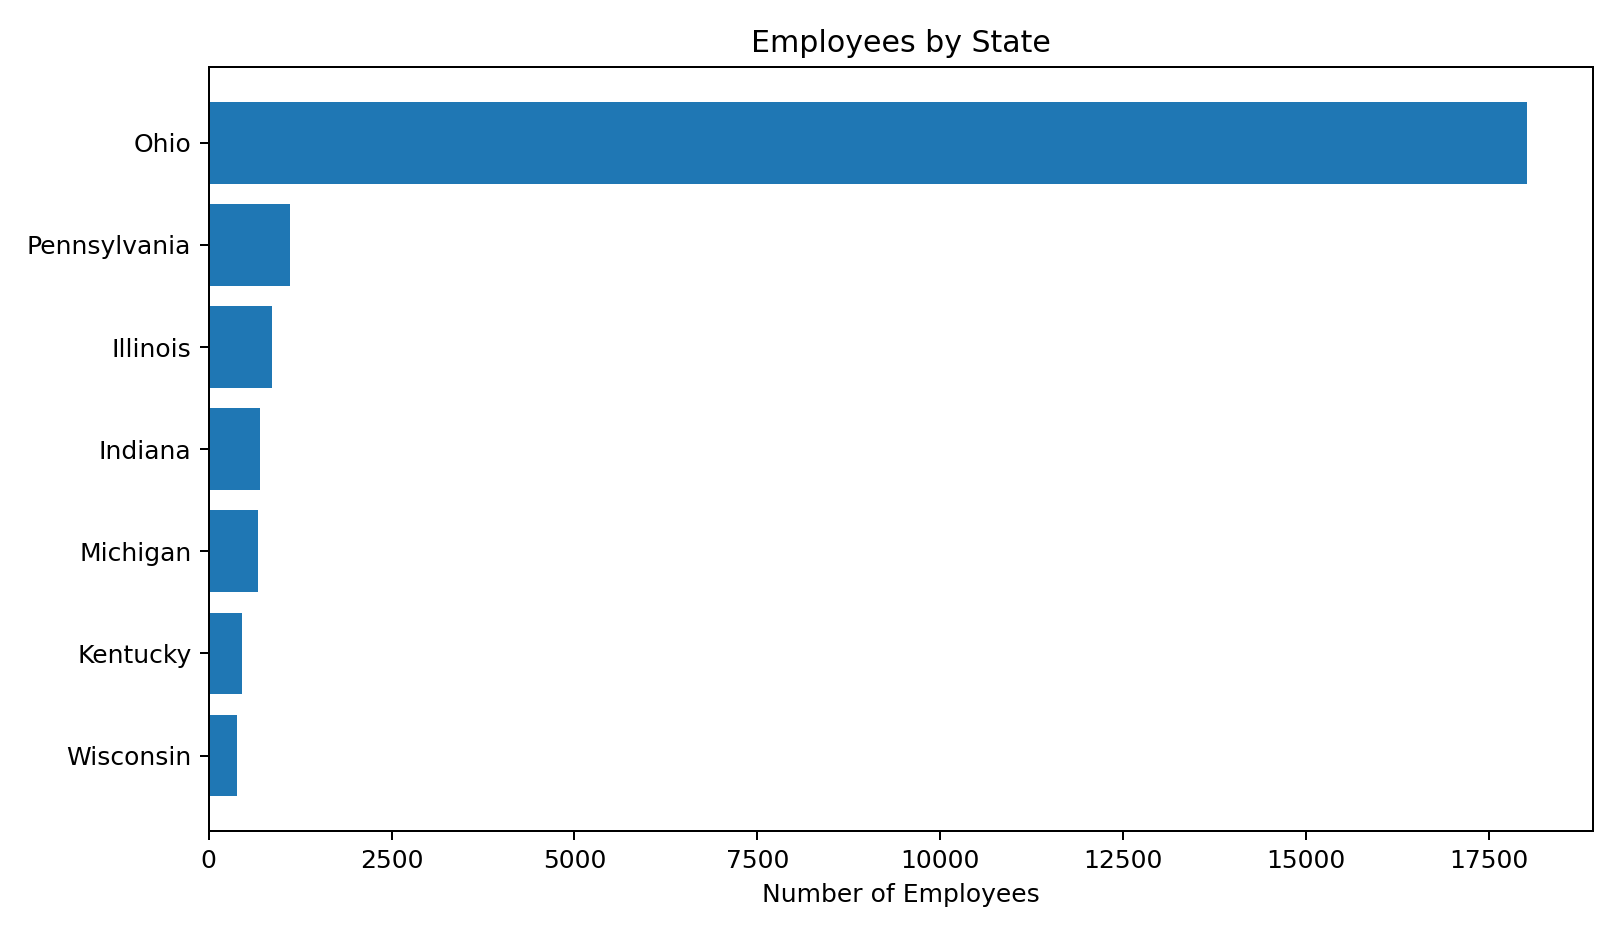 Employees by State
Ohio
Pennsylvania
Illinois
Indiana
Michigan
Kentucky
Wisconsin
0 2500 5000 7500 10000 12500 15000 17500
Number of Employees